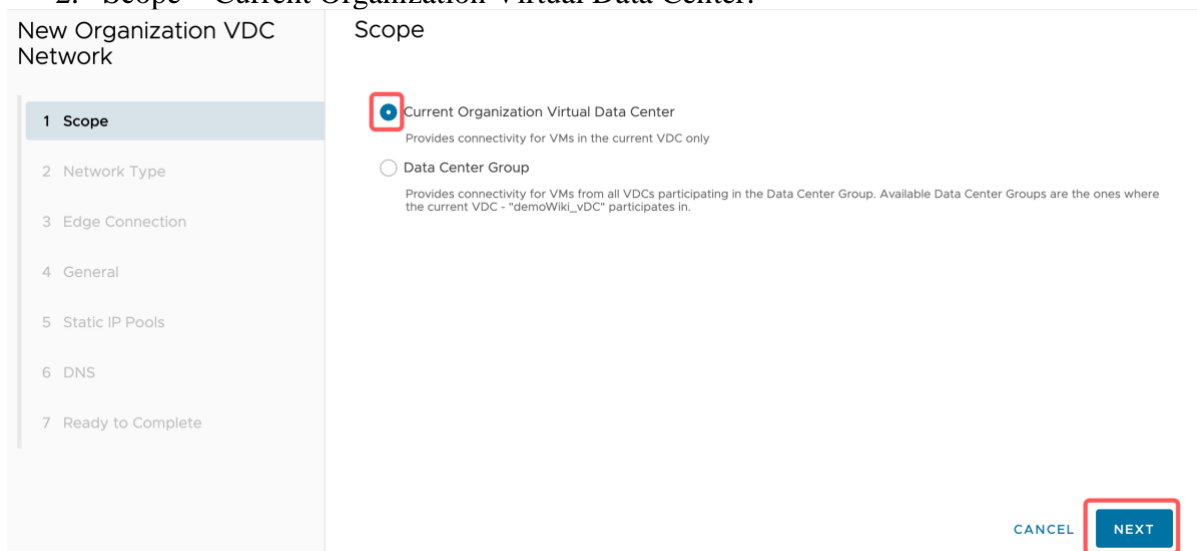 2. Scope – Current Organization Virtual Data Center.
New Organization VDC
Network
1 Scope
2 Network Type
3 Edge Connection
4 General
5 Static IP Pools
6 DNS
7 Ready to Complete
Scope
Current Organization Virtual Data Center
Provides connectivity for VMs in the current VDC only
Data Center Group
Provides connectivity for VMs from all VDCs participating in the Data Center Group. Available Data Center Groups are the ones where
the current VDC - "demoWiki_vDC" participates in.
CANCEL
NEXT